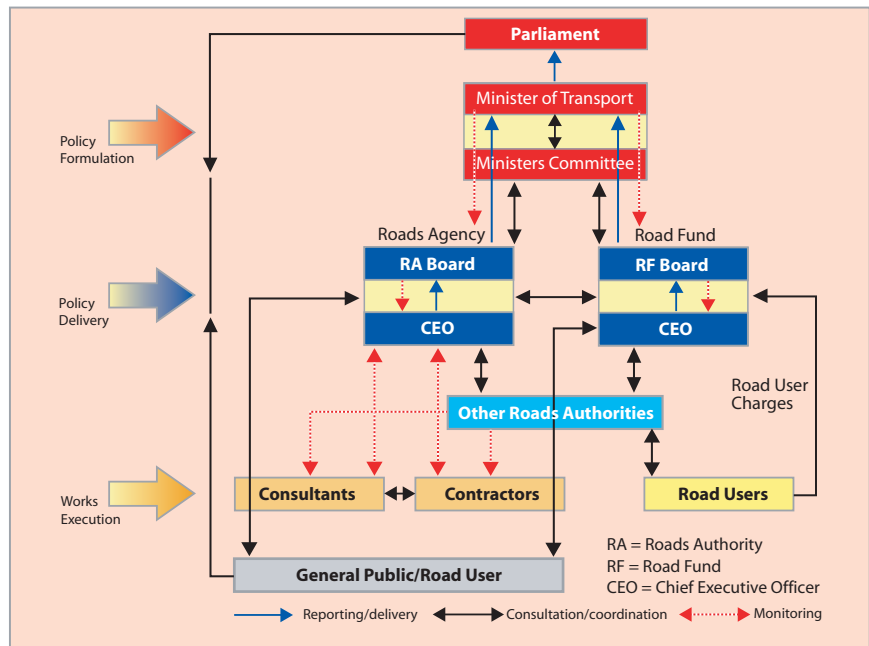 Parliament
Minister of Transport
Policy
Formulation
Ministers Committee
Roads Agency
Road Fund
RA Board
RF Board
Policy
Delivery
CEO
CEO
Road User
Charges
Other Roads Authorities
Works
Execution
Consultants
Contractors
Road Users
RA = Roads Authority
RF = Road Fund
CEO = Chief Executive Officer
General Public/Road User
Reporting/delivery
Consultation/coordination
Monitoring